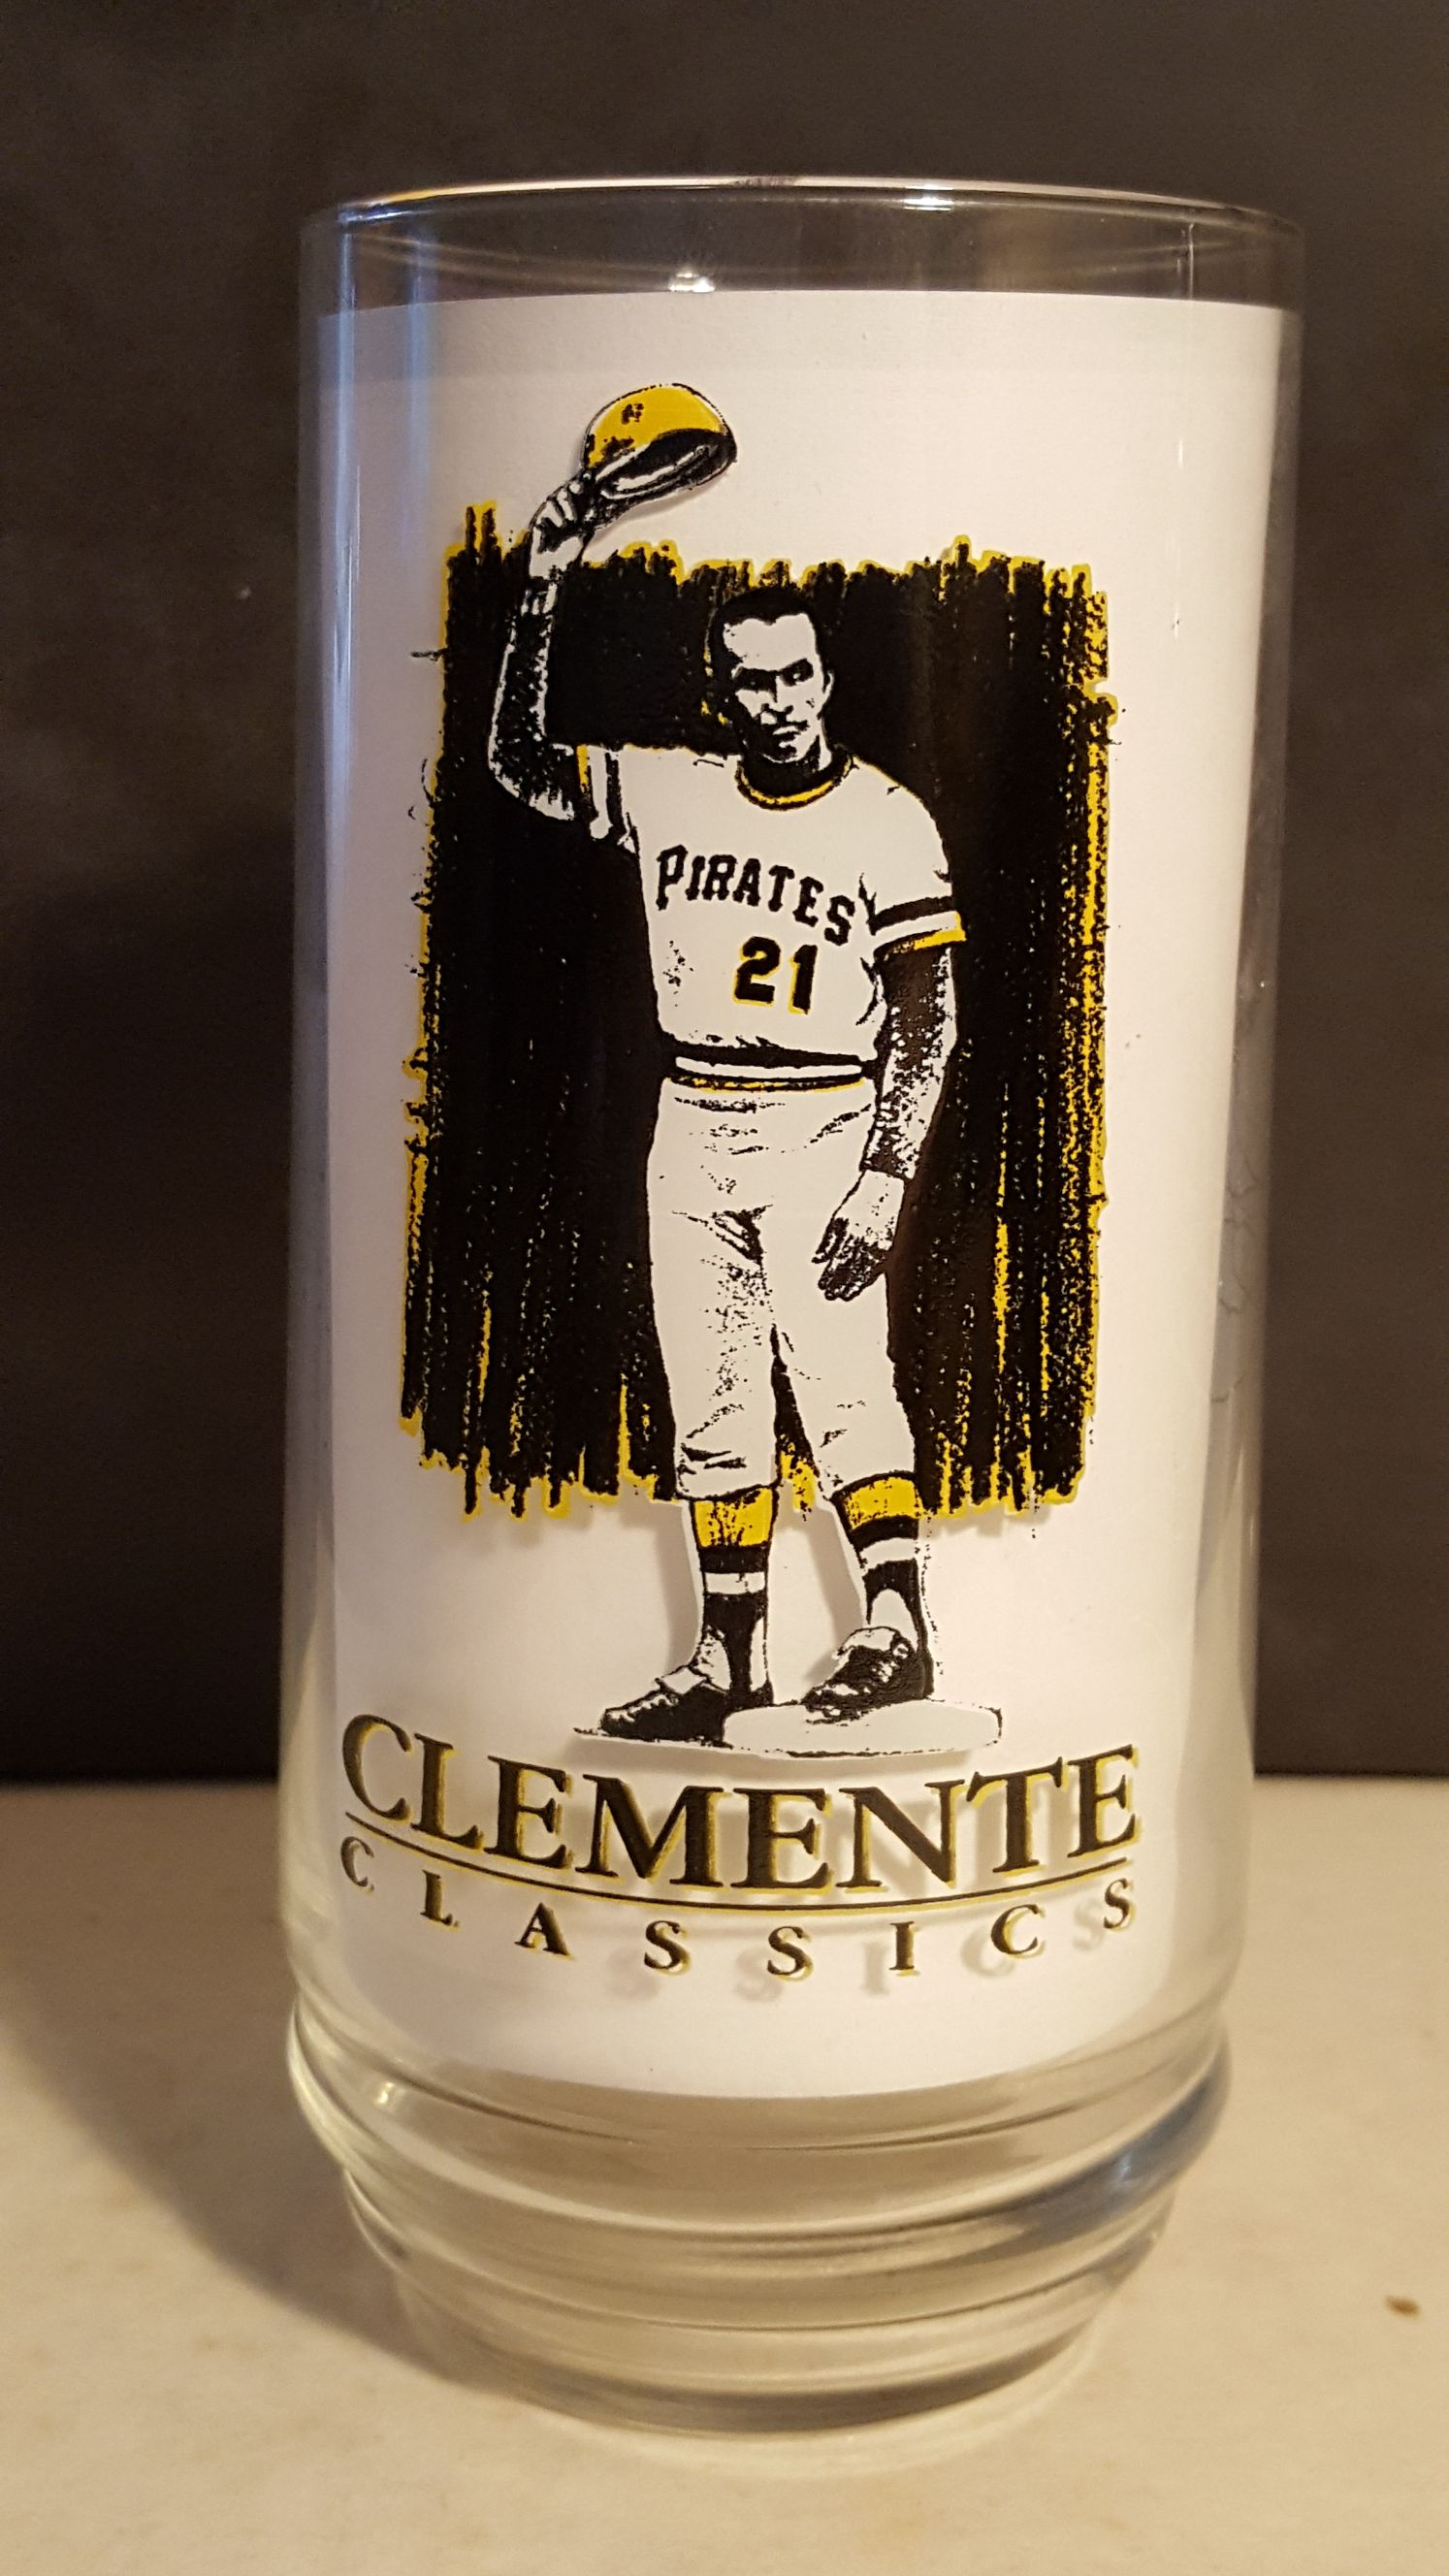 PIRATES
21
CLEMENTE
CLASSICS